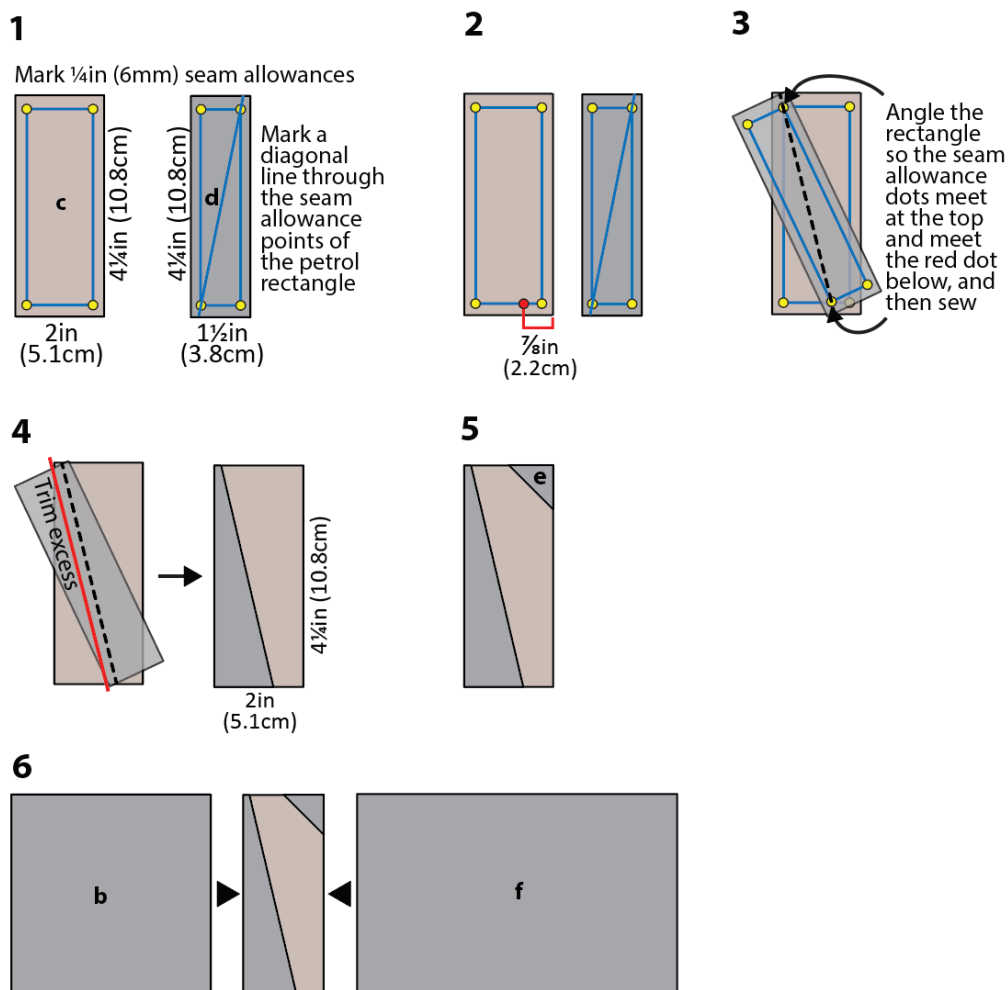 1
Mark ¼in (6mm) seam allowances
c
4¼in (10.8cm)
2in
(5.1cm)
4¼in (10.8cm)
d
1½in
(3.8cm)
Mark a
diagonal
line through
the seam
allowance
points of
the petrol
rectangle
2
⅞in
(2.2cm)
3
Angle the
rectangle
so the seam
allowance
dots meet
at the top
and meet
the red dot
below, and
then sew
4
Trim excess
4¼in (10.8cm)
2in
(5.1cm)
5
e
6
b
f